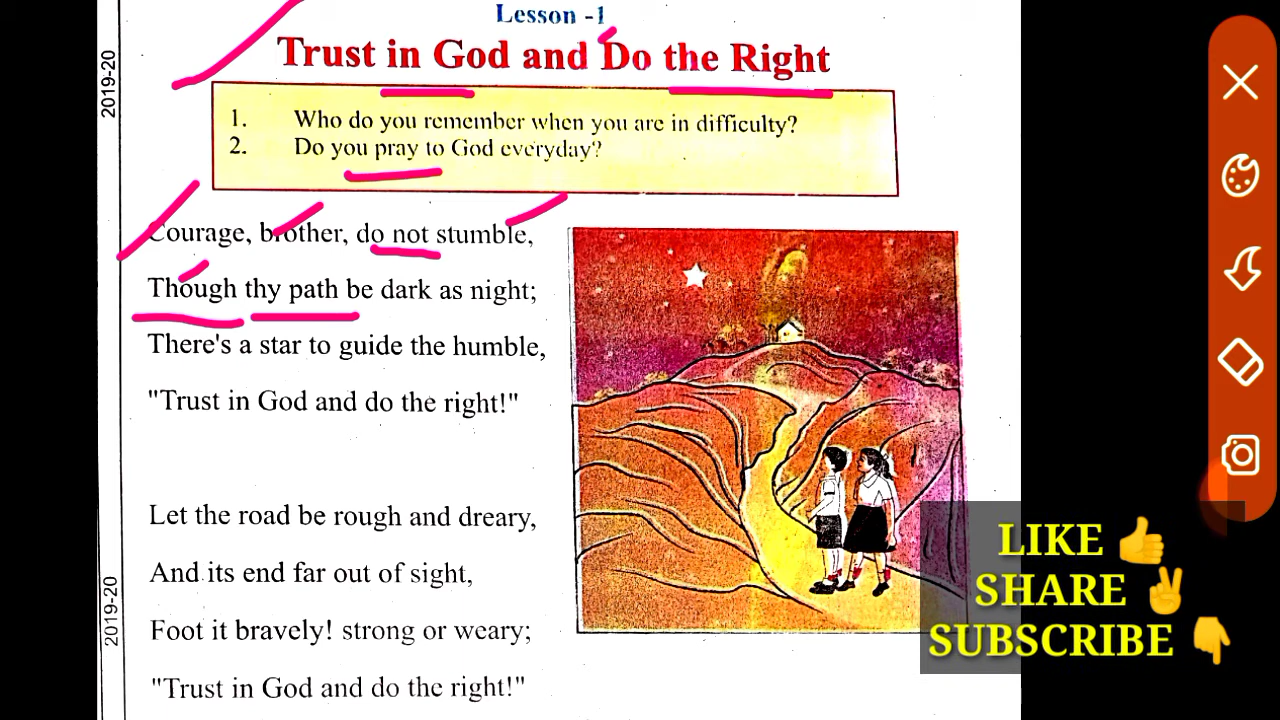 Lesson -1
Trust in God and Do the Right
2019-20
1. Who do you remember when you are in difficulty?
2. Do you pray to God everyday?
Courage, brother, do not stumble,
Though thy path be dark as night;
There's a star to guide the humble,
"Trust in God and do the right!"
Let the road be rough and dreary,
And its end far out of sight,
Foot it bravely! strong or weary;
"Trust in God and do the right!"
2019-20
LIKE 👍
SHARE ✌
SUBSCRIBE 👇